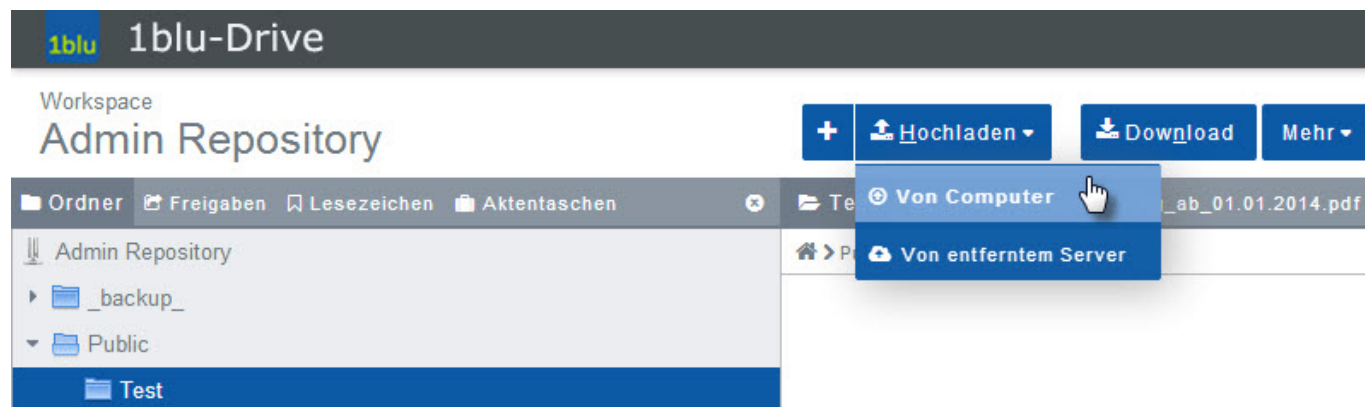 1blu 1blu-Drive
Workspace
Admin Repository
Hochladen Download Mehr
Ordner Freigaben Lesezeichen Aktentaschen
Von Computer
_ab_01.01.2014.pdf
Admin Repository
Von entferntem Server
_backup_
Public
Test